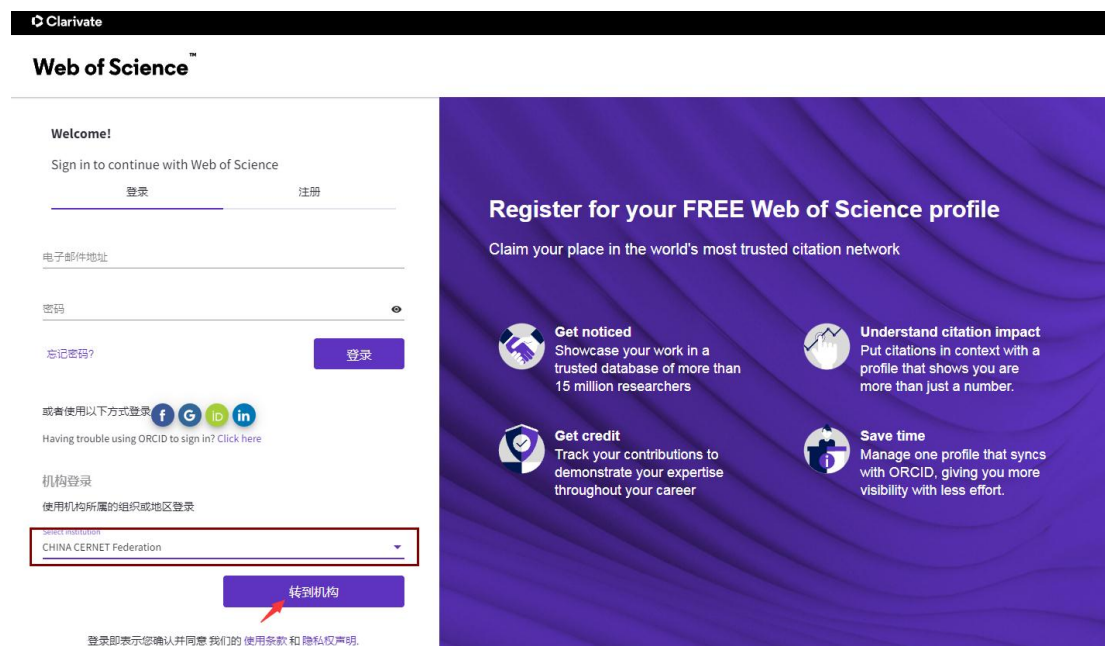 Clarivate
Web of Science™
Welcome!
Sign in to continue with Web of Science
登录
注册
电子邮件地址
密码
忘记密码?
登录
或者使用以下方式登录
f
G
iD
in
Having trouble using ORCID to sign in? Click here
机构登录
使用机构所属的组织或地区登录
Select institution
CHINA CERNET Federation
转到机构
登录即表示您确认并同意 我们的 使用条款 和 隐私权声明.
Register for your FREE Web of Science profile
Claim your place in the world's most trusted citation network
Get noticed
Showcase your work in a
trusted database of more than
15 million researchers
Understand citation impact
Put citations in context with a
profile that shows you are
more than just a number.
Get credit
Track your contributions to
demonstrate your expertise
throughout your career
Save time
Manage one profile that syncs
with ORCID, giving you more
visibility with less effort.